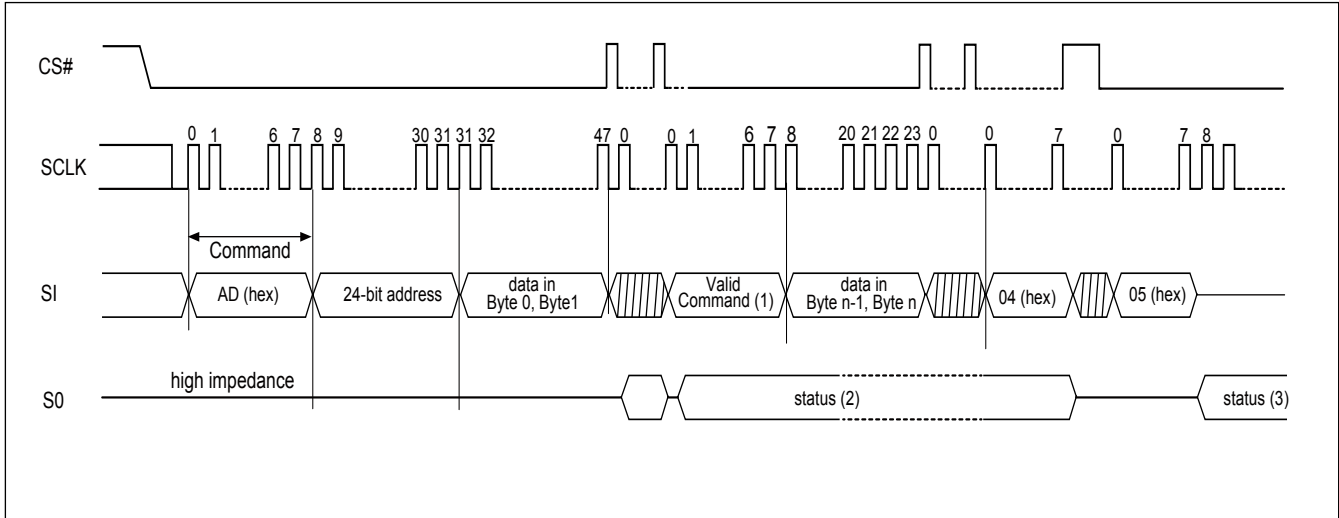 CS#
0 1 6 7 8 9 30 31 31 32 47 0 0 1 6 7 8 20 21 22 23 0 0 7 0 7 8
SCLK
Command
SI
AD (hex)
24-bit address
data in
Byte 0, Byte1
Valid
Command (1)
data in
Byte n-1, Byte n
04 (hex)
05 (hex)
high impedance
S0
status (2)
status (3)